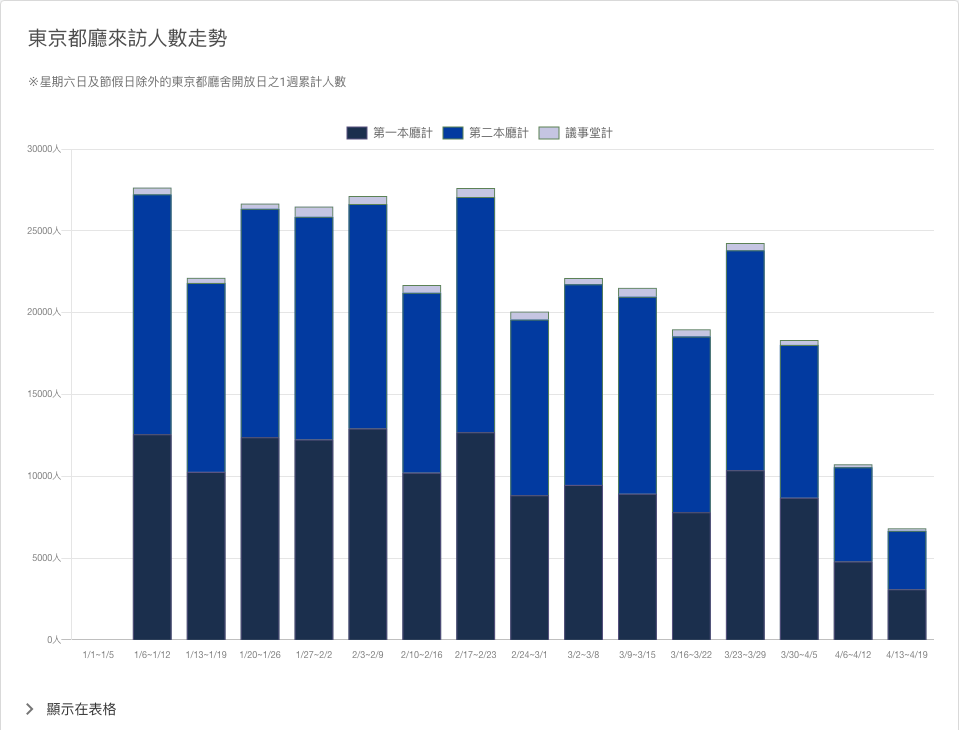 東京都廳來訪人數走勢
※星期六日及節假日除外的東京都廳舍開放日之1週累計人數
第一本廳計 第二本廳計 議事堂計
30000人
25000人
20000人
15000人
10000人
5000人
0人
1/1~1/5 1/6~1/12 1/13~1/19 1/20~1/26 1/27~2/2 2/3~2/9 2/10~2/16 2/17~2/23 2/24~3/1 3/2~3/8 3/9~3/15 3/16~3/22 3/23~3/29 3/30~4/5 4/6~4/12 4/13~4/19
顯示在表格